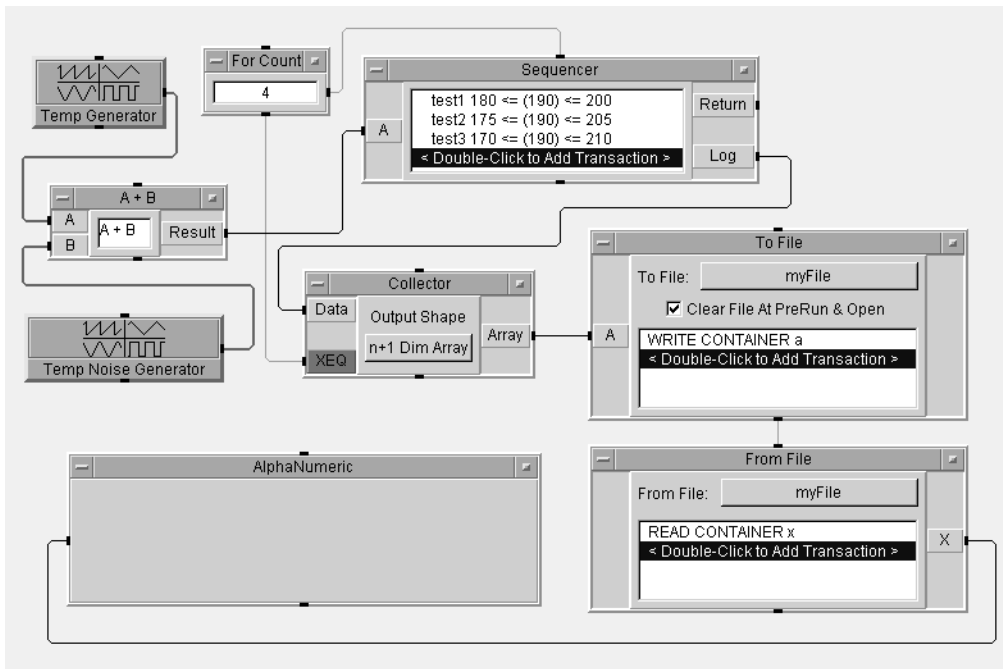 For Count
4
Temp Generator
Sequencer
A
test1 180 <= (190) <= 200
test2 175 <= (190) <= 205
test3 170 <= (190) <= 210
< Double-Click to Add Transaction >
Return
Log
A + B
A
B
A + B
Result
Temp Noise Generator
Collector
Data
XEQ
Output Shape
n+1 Dim Array
Array
To File
To File: myFile
Clear File At PreRun & Open
A
WRITE CONTAINER a
< Double-Click to Add Transaction >
AlphaNumeric
From File
From File: myFile
READ CONTAINER x
< Double-Click to Add Transaction >
X